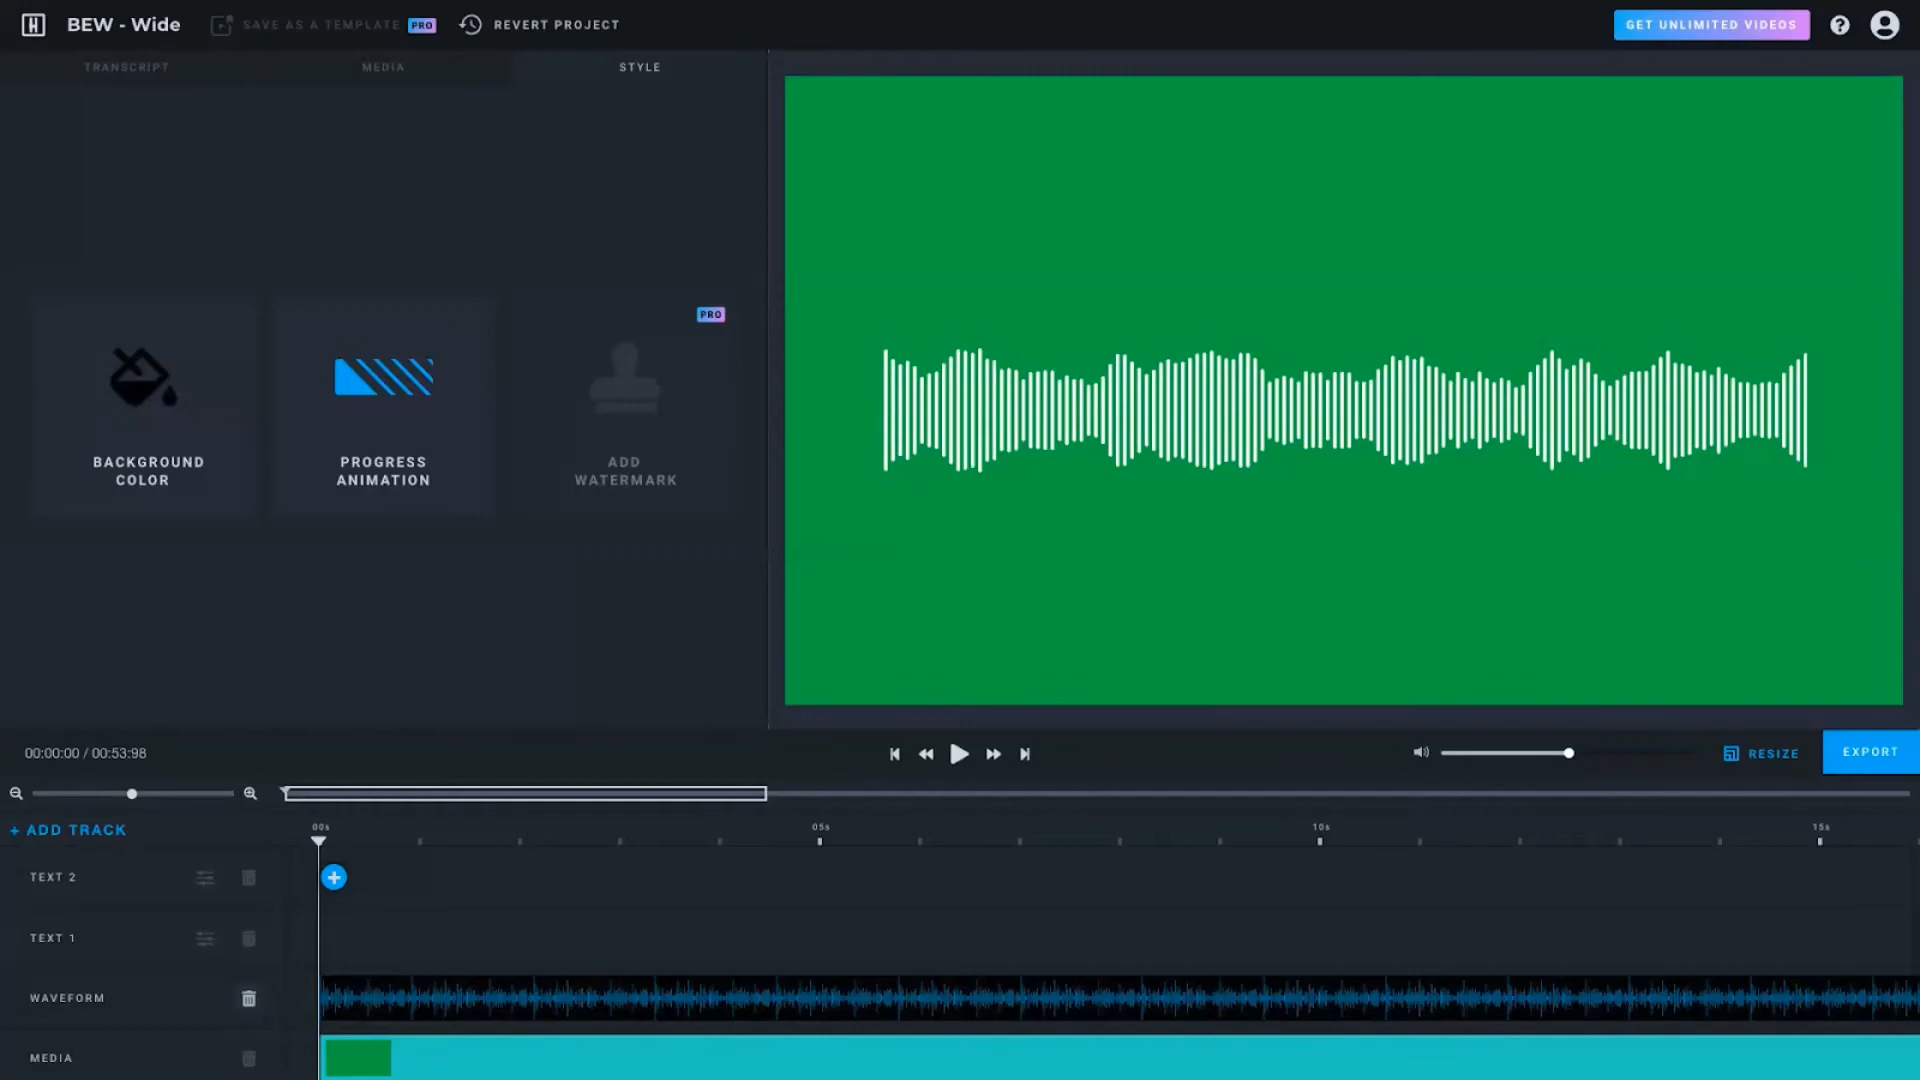 BEW - Wide
SAVE AS A TEMPLATE PRO
REVERT PROJECT
GET UNLIMITED VIDEOS
?
TRANSCRIPT
MEDIA
STYLE
BACKGROUND
COLOR
PROGRESS
ANIMATION
PRO
ADD
WATERMARK
00:00:00 / 00:53:98
RESIZE
EXPORT
+ ADD TRACK
00s
05s
10s
15s
TEXT 2
TEXT 1
WAVEFORM
MEDIA